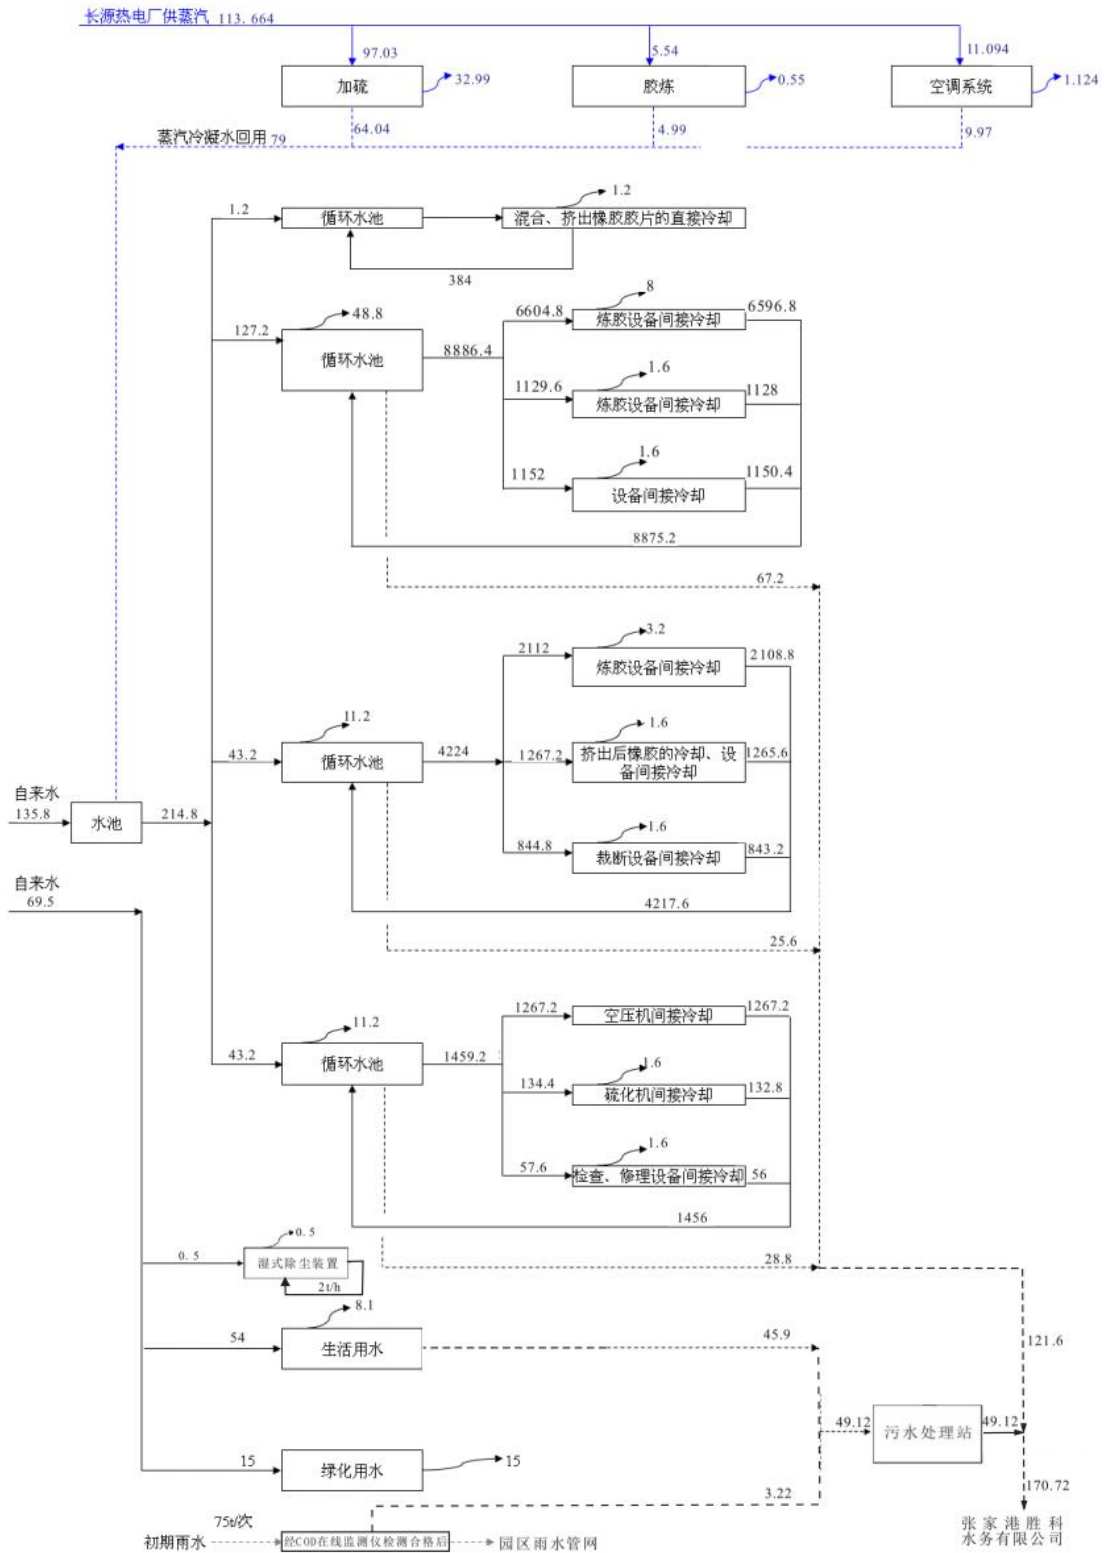 长源热电厂供蒸汽 113.664
97.03
5.54
11.094
加硫
32.99
胶炼
0.55
空调系统
1.124
64.04
4.99
9.97
蒸汽冷凝水回用 79
1.2
1.2
循环水池
混合、挤出橡胶胶片的直接冷却
384
48.8
8
6604.8
6596.8
炼胶设备间接冷却
127.2
循环水池
8886.4
1.6
1129.6
1128
炼胶设备间接冷却
1.6
1152
1150.4
设备间接冷却
8875.2
67.2
3.2
2112
2108.8
炼胶设备间接冷却
11.2
1.6
43.2
循环水池
4224
1267.2
挤出后橡胶的冷却、设
备间接冷却
1265.6
自来水
135.8
水池
214.8
1.6
844.8
裁断设备间接冷却
843.2
自来水
69.5
4217.6
25.6
1267.2
空压机间接冷却
1267.2
11.2
43.2
循环水池
1459.2
1.6
134.4
硫化机间接冷却
132.8
1.6
57.6
检查、修理设备间接冷却
56
1456
0.5
0.5
湿式除尘装置
2t/h
28.8
8.1
54
生活用水
45.9
121.6
49.12
污水处理站
49.12
15
绿化用水
15
170.72
3.22
75t/次
初期雨水
经COD在线监测仪检测合格后
园区雨水管网
张家港胜科
水务有限公司